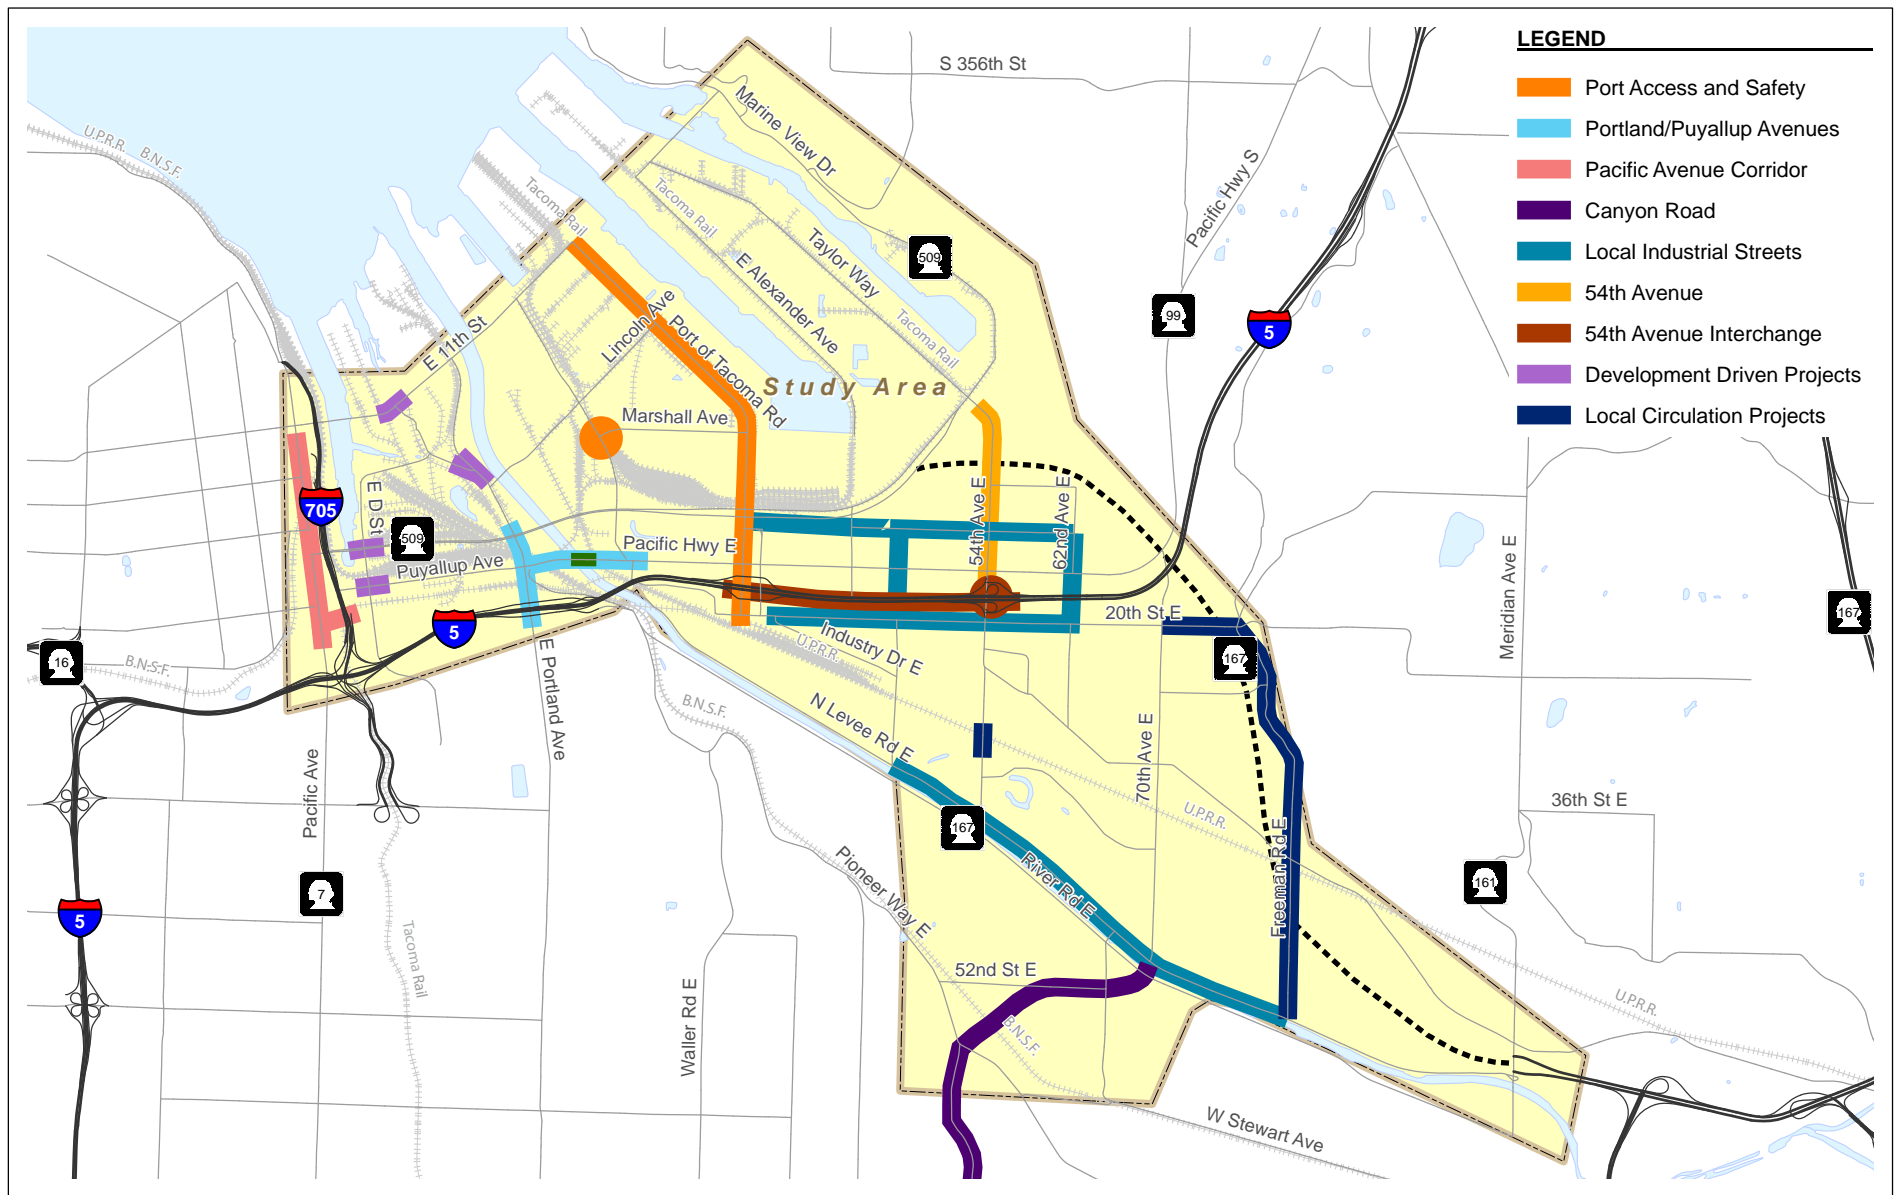 LEGEND
Port Access and Safety
Portland/Puyallup Avenues
Pacific Avenue Corridor
Canyon Road
Local Industrial Streets
54th Avenue
54th Avenue Interchange
Development Driven Projects
Local Circulation Projects
S 356th St
Marine View Dr
U.P.R.R.
B.N.S.F.
Pacific Hwy S
Tacoma Rail
Tacoma Rail
Taylor Way
509
E Alexander Ave
99
5
Lincoln Ave
E 11th St
Port of Tacoma Rd
Tacoma Rail
Study Area
Marshall Ave
705
E D St
509
Pacific Hwy E
Puyallup Ave
54th Ave E
62nd Ave E
Meridian Ave E
167
20th St E
5
16
B.N.S.F.
Industry Dr E
U.P.R.R.
167
E Portland Ave
B.N.S.F.
N Levee Rd E
70th Ave E
Pacific Ave
36th St E
U.P.R.R.
167
Freeman Rd E
River Rd E
Pioneer Way E
161
7
5
Tacoma Rail
52nd St E
U.P.R.R.
Waller Rd E
B.N.S.F.
W Stewart Ave